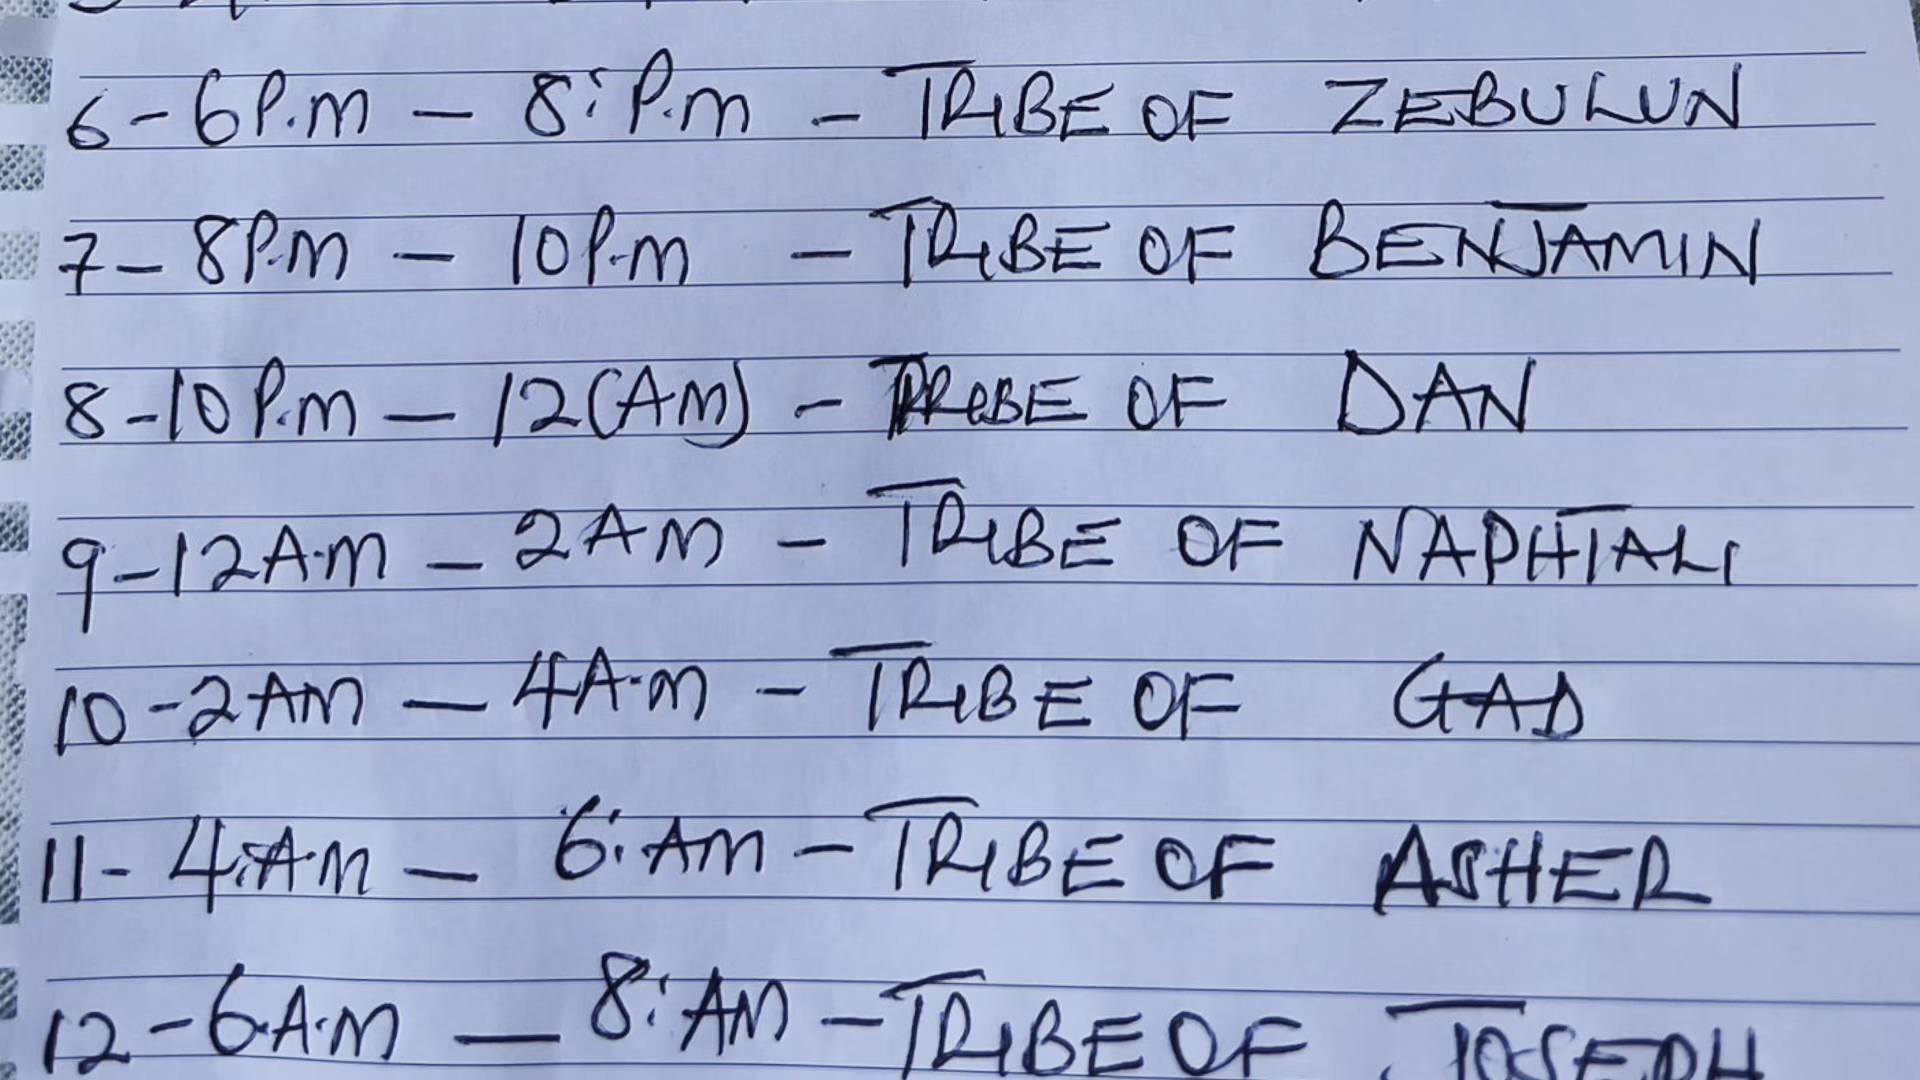 6-6P.m — 8:P.m - TRIBE OF ZEBULUN
7-8P.m — 10P.m - TRIBE OF BENJAMIN
8-10P.m — 12(AM) - TRIBE OF DAN
9-12A.m — 2AM - TRIBE OF NAPHTALI
10-2AM — 4A.m - TRIBE OF GAD
11-4:A.M — 6:AM - TRIBE OF ASHER
12-6A.M — 8:AM - TRIBE OF JOSEPH